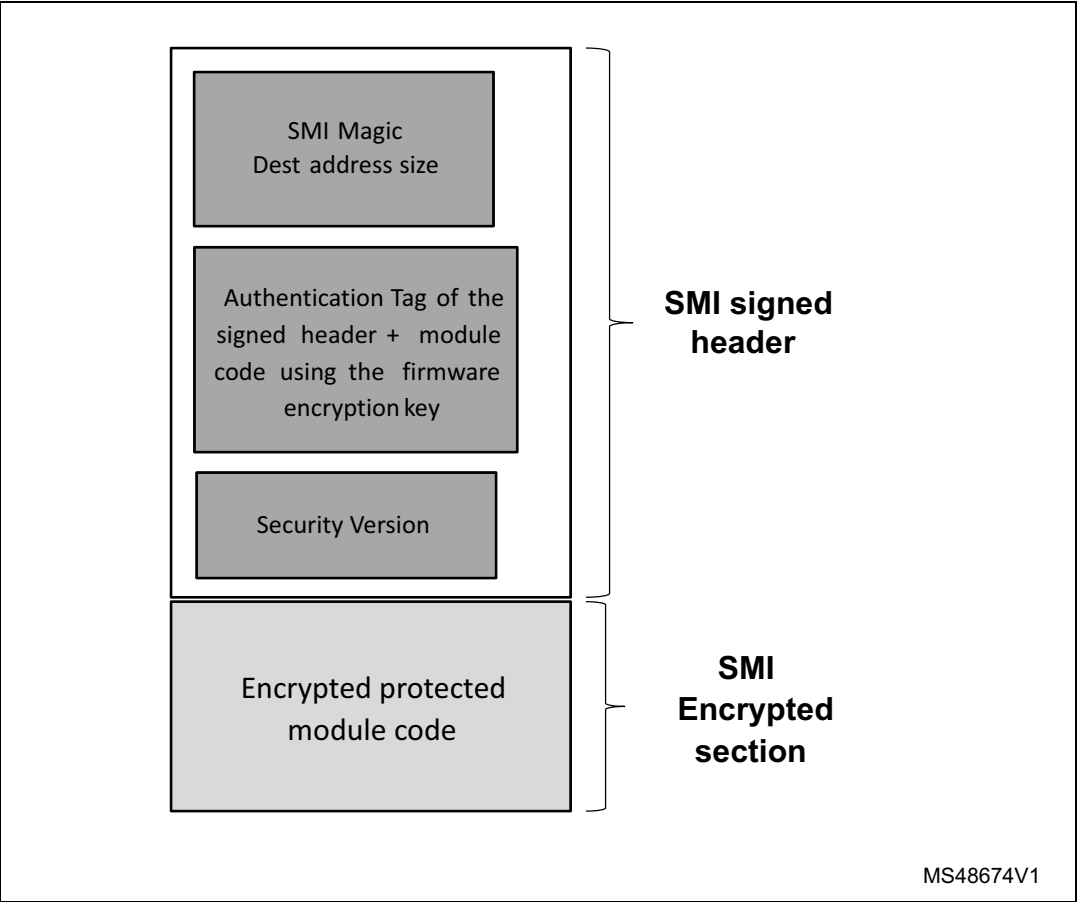 SMI Magic
Dest address size
Authentication Tag of the
signed header + module
code using the firmware
encryption key
Security Version
SMI signed
header
Encrypted protected
module code
SMI
Encrypted
section
MS48674V1